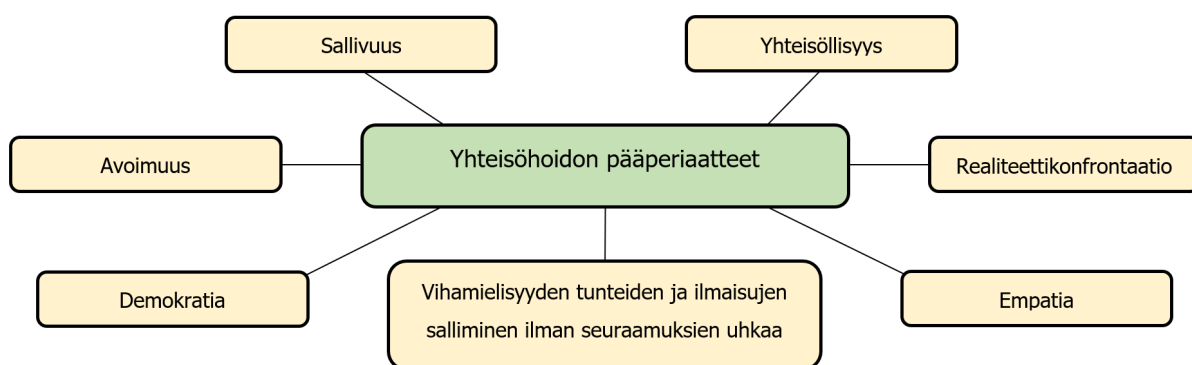 Sallivuus
Yhteisöllisyys
Avoimuus
Yhteisöhoidon pääperiaatteet
Realiteettikonfrontaatio
Demokratia
Vihamielisyyden tunteiden ja ilmaisujen
salliminen ilman seuraamuksien uhkaa
Empatia